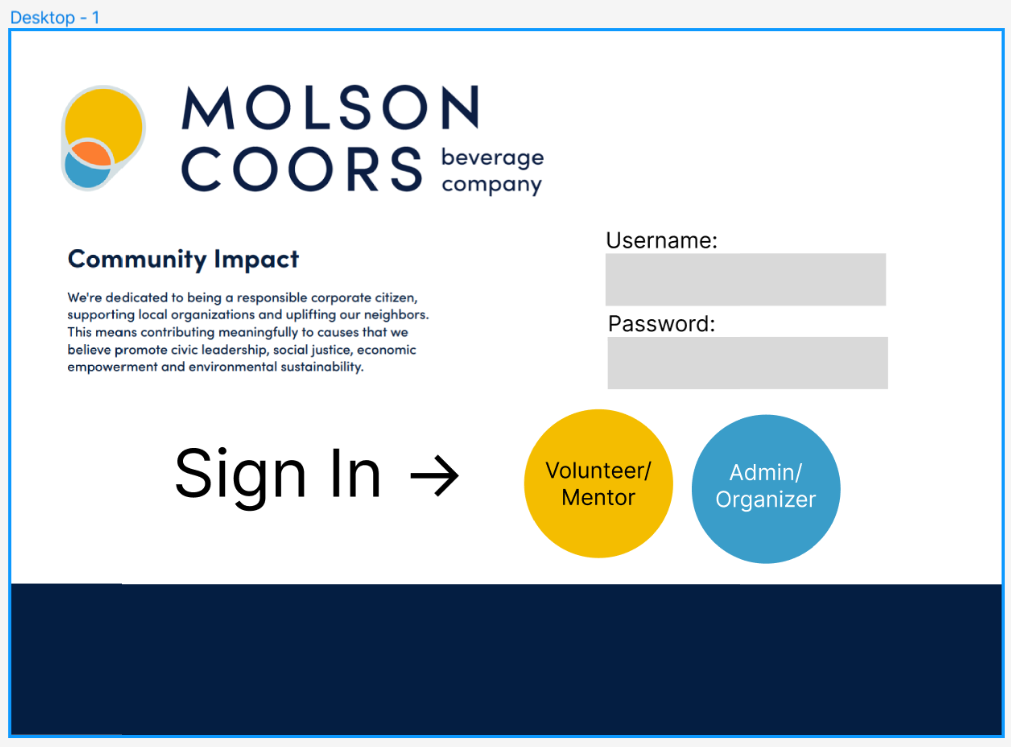 Desktop - 1
MOLSON
COORS beverage
company
Community Impact
We're dedicated to being a responsible corporate citizen,
supporting local organizations and uplifting our neighbors.
This means contributing meaningfully to causes that we
believe promote civic leadership, social justice, economic
empowerment and environmental sustainability.
Username:
Password:
Sign In →
Volunteer/
Mentor
Admin/
Organizer